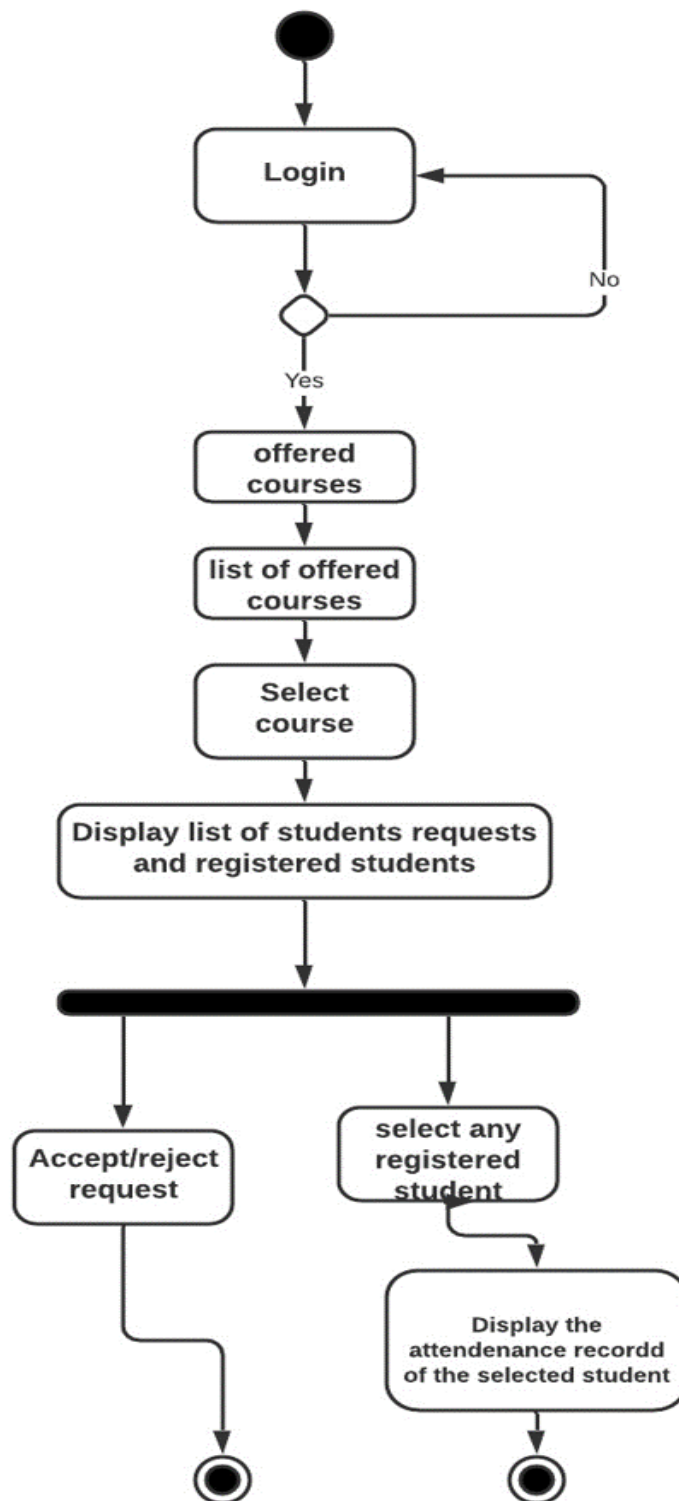 Login
No
Yes
offered
courses
list of offered
courses
Select
course
Display list of students requests
and registered students
Accept/reject
request
select any
registered
student
Display the
attendenance recordd
of the selected student